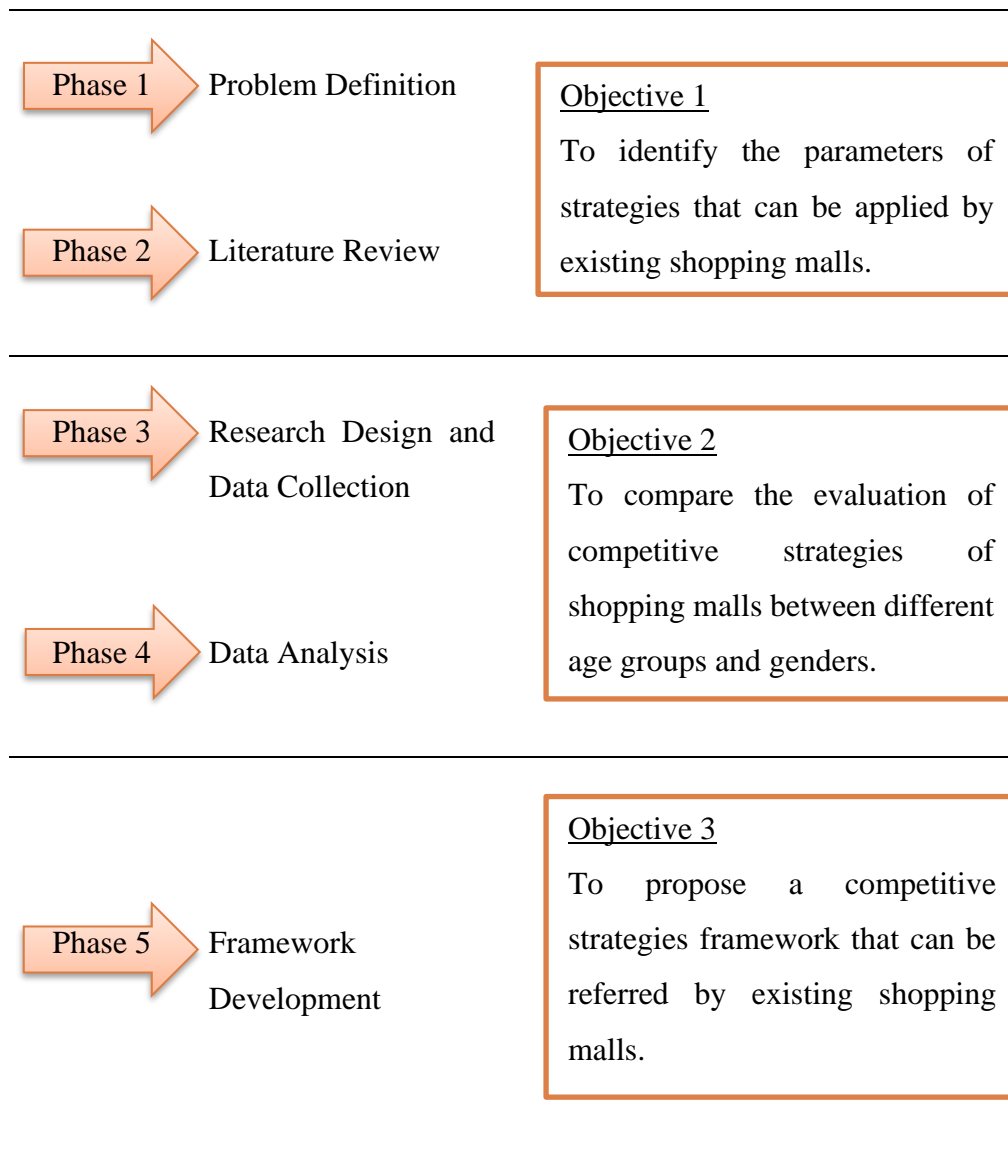 Phase 1
Problem Definition
Phase 2
Literature Review
Objective 1
To identify the parameters of
strategies that can be applied by
existing shopping malls.
Phase 3
Research Design and
Data Collection
Phase 4
Data Analysis
Objective 2
To compare the evaluation of
competitive strategies of
shopping malls between different
age groups and genders.
Phase 5
Framework
Development
Objective 3
To propose a competitive
strategies framework that can be
referred by existing shopping
malls.